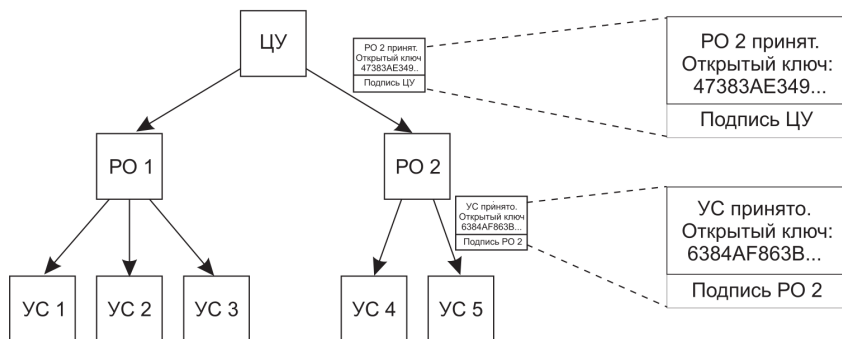 ЦУ
РО 2 принят.
Открытый ключ
47383AE349..
Подпись ЦУ
РО 2 принят.
Открытый ключ:
47383AE349...
Подпись ЦУ
РО 1
РО 2
УС принято.
Открытый ключ
6384AF863B...
Подпись РО 2
УС принято.
Открытый ключ:
6384AF863B...
Подпись РО 2
УС 1
УС 2
УС 3
УС 4
УС 5